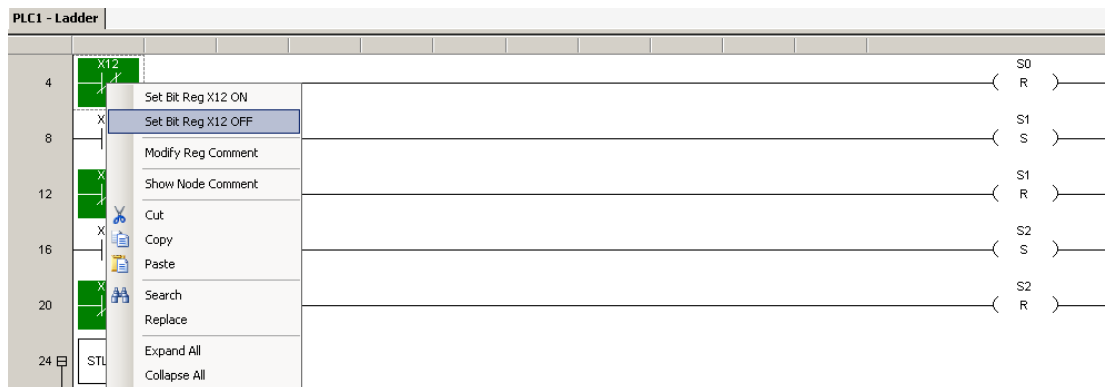 PLC1 - Ladder
X12
S0
4
R
Set Bit Reg X12 ON
X
Set Bit Reg X12 OFF
S1
8
S
Modify Reg Comment
X
Show Node Comment
S1
12
R
Cut
X
Copy
S2
16
S
Paste
X
Search
S2
20
R
Replace
Expand All
24
STL
Collapse All